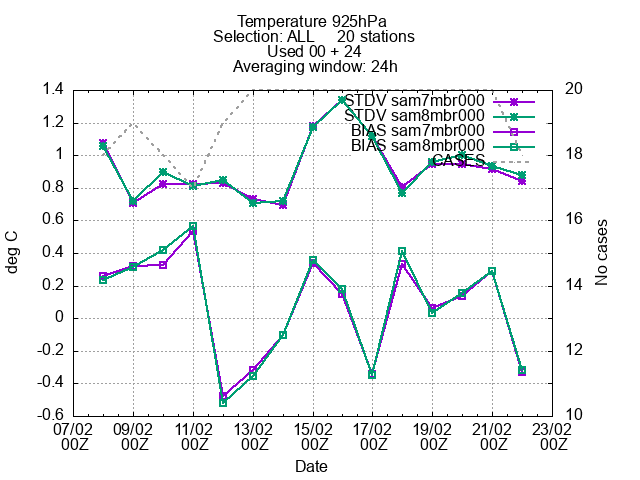 Temperature 925hPa
Selection: ALL 20 stations
Used 00 + 24
Averaging window: 24h
1.4
1.2
1
0.8
0.6
0.4
0.2
0
-0.2
-0.4
-0.6
deg C
20
18
16
14
12
10
No cases
STDV sam7mbr000
STDV sam8mbr000
BIAS sam7mbr000
BIAS sam8mbr000
CASES
07/02 09/02 11/02 13/02 15/02 17/02 19/02 21/02 23/02
00Z 00Z 00Z 00Z 00Z 00Z 00Z 00Z 00Z
Date